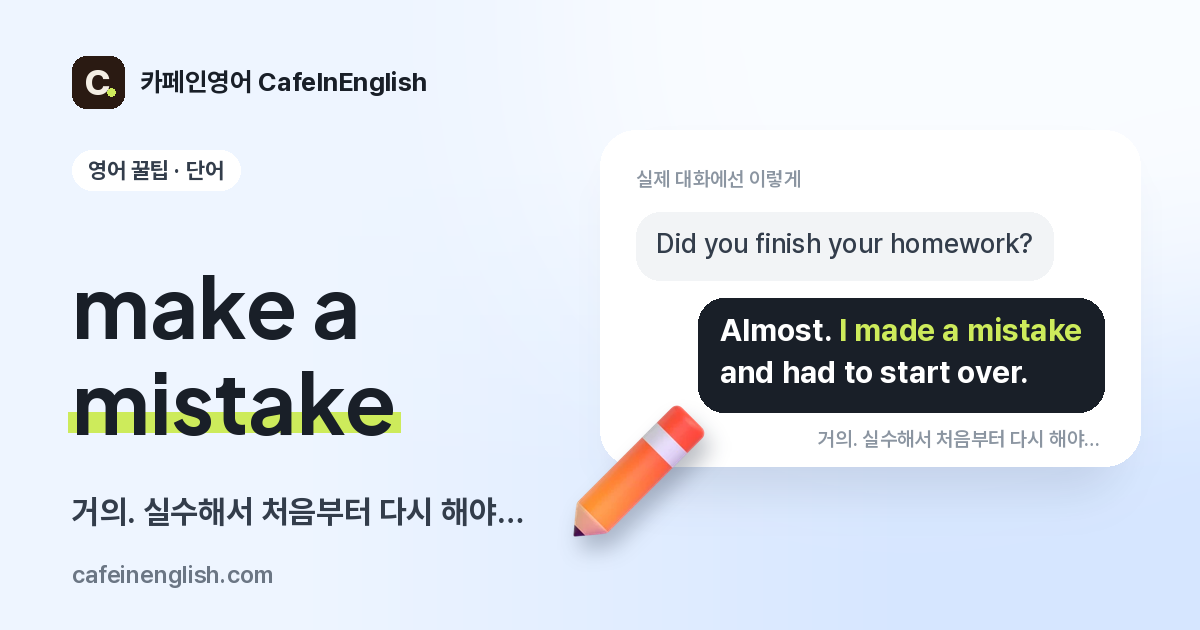 C
카페인영어 CafeInEnglish
영어 꿀팁 · 단어
make a
mistake
거의. 실수해서 처음부터 다시 해야…
cafeinenglish.com
실제 대화에선 이렇게
Did you finish your homework?
Almost. I made a mistake
and had to start over.
거의. 실수해서 처음부터 다시 해야…